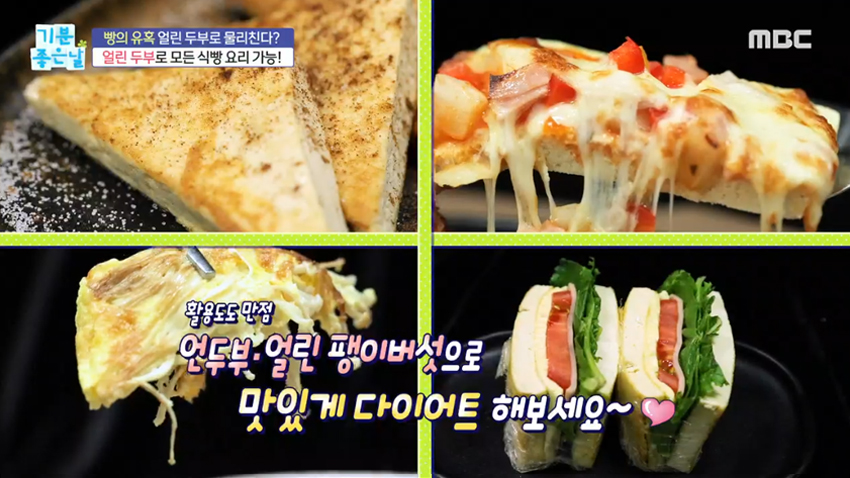 기분
좋은날
빵의 유혹 얼린 두부로 물리친다?
얼린 두부로 모든 식빵 요리 가능!
MBC
활용도도 만점
언두부·얼린 팽이버섯으로
맛있게 다이어트 해보세요~